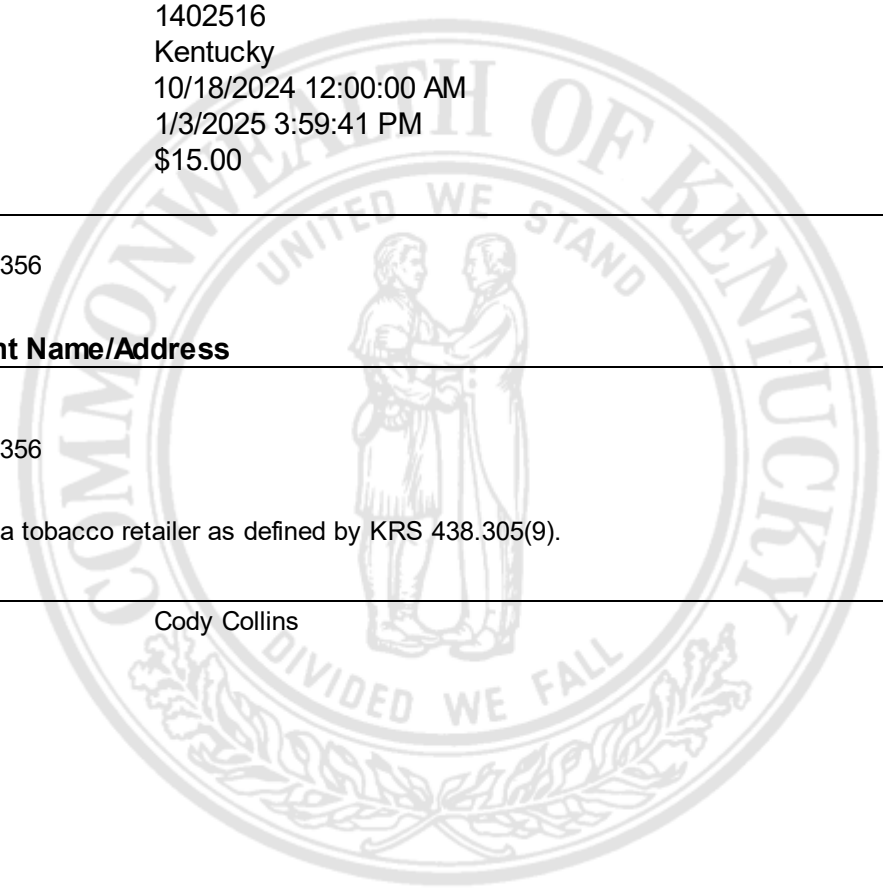 1402516
Kentucky
10/18/2024 12:00:00 AM
1/3/2025 3:59:41 PM
$15.00
356
nt Name/Address
356
a tobacco retailer as defined by KRS 438.305(9).
Cody Collins
COMMONWEALTH OF KENTUCKY
UNITED WE STAND
DIVIDED WE FALL